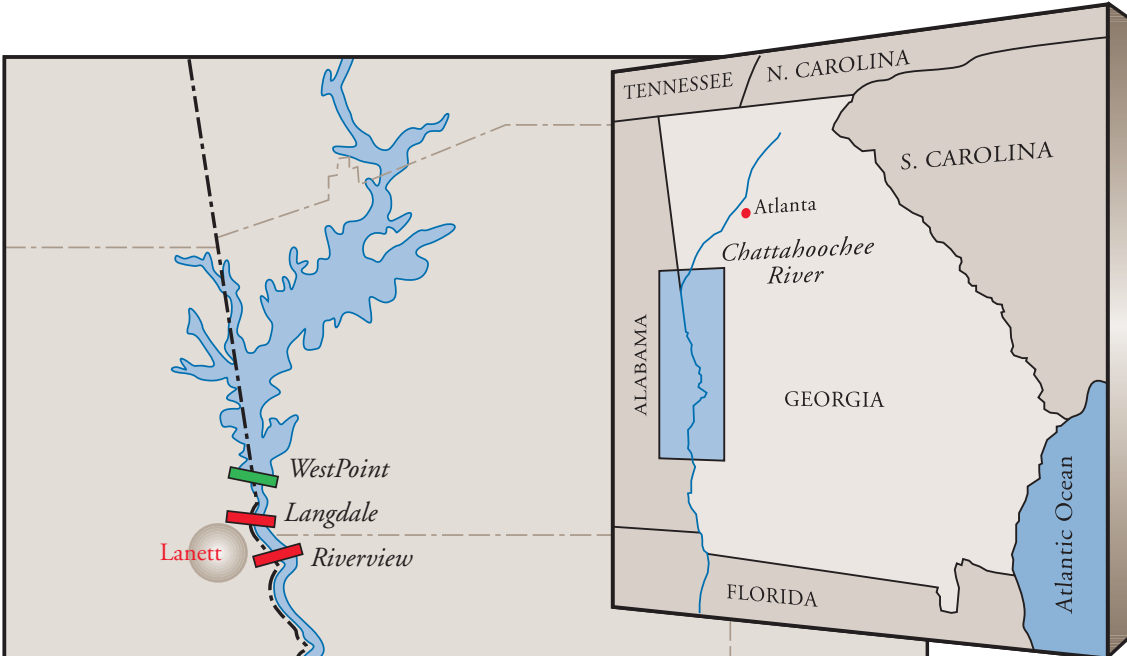 TENNESSEE
N. CAROLINA
S. CAROLINA
Atlanta
Chattahoochee
River
ALABAMA
GEORGIA
WestPoint
Langdale
Lanett
Riverview
FLORIDA
Atlantic Ocean